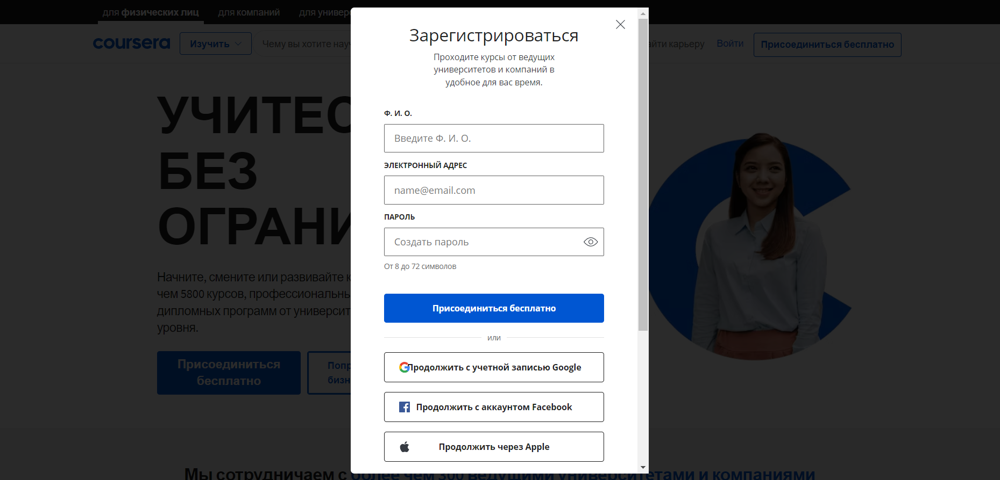 для физических лиц
для компаний
для универс
coursera
Изучить
Чему вы хотите науч
айти карьеру
Войти
Присоединиться бесплатно
УЧИТЕС
БЕЗ
ОГРАНИ
Начните, смените или развивайте к
чем 5800 курсов, профессиональны
дипломных программ от университ
уровня.
Присоединиться
бесплатно
Попр
бизн
Зарегистрироваться
Проходите курсы от ведущих
университетов и компаний в
удобное для вас время.
Ф. И. О.
Введите Ф. И. О.
ЭЛЕКТРОННЫЙ АДРЕС
name@email.com
ПАРОЛЬ
Создать пароль
От 8 до 72 символов
Присоединиться бесплатно
или
Продолжить с учетной записью Google
Продолжить с аккаунтом Facebook
Продолжить через Apple
Мы сотрудничаем с более чем 300 ведущими университетами и компаниями